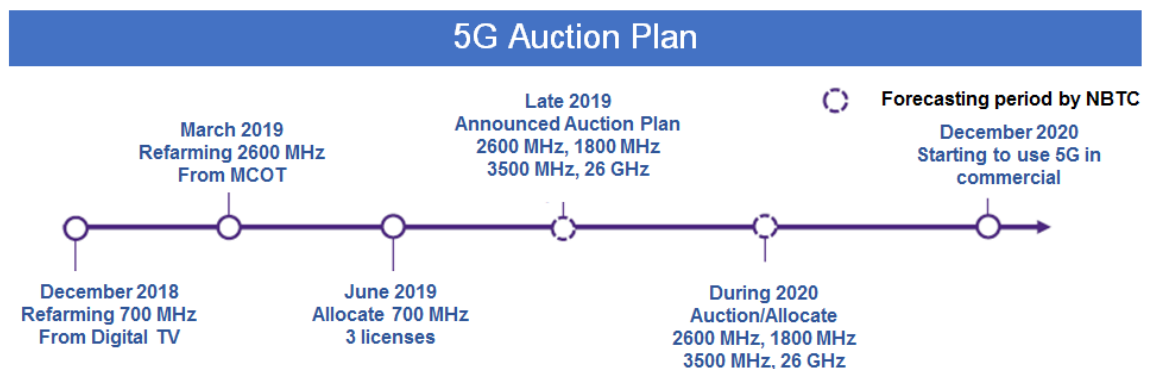 5G Auction Plan
Forecasting period by NBTC
December 2018
Refarming 700 MHz
From Digital TV
March 2019
Refarming 2600 MHz
From MCOT
June 2019
Allocate 700 MHz
3 licenses
Late 2019
Announced Auction Plan
2600 MHz, 1800 MHz
3500 MHz, 26 GHz
During 2020
Auction/Allocate
2600 MHz, 1800 MHz
3500 MHz, 26 GHz
December 2020
Starting to use 5G in
commercial